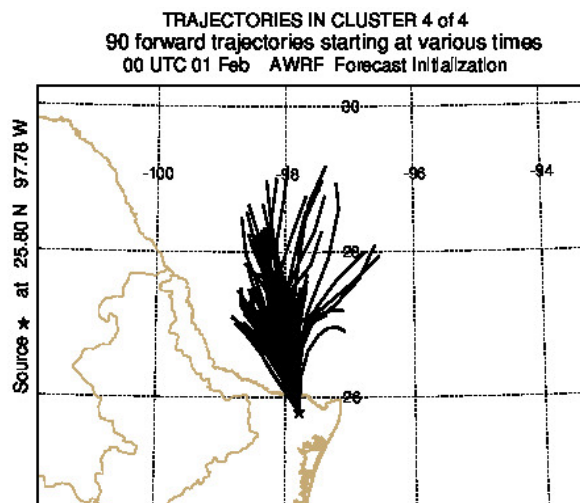 TRAJECTORIES IN CLUSTER 4 of 4
90 forward trajectories starting at various times
00 UTC 01 Feb AWRF Forecast Initialization
Source ★ at 25.80 N 97.78 W
30
-100
-98
-96
-94
26